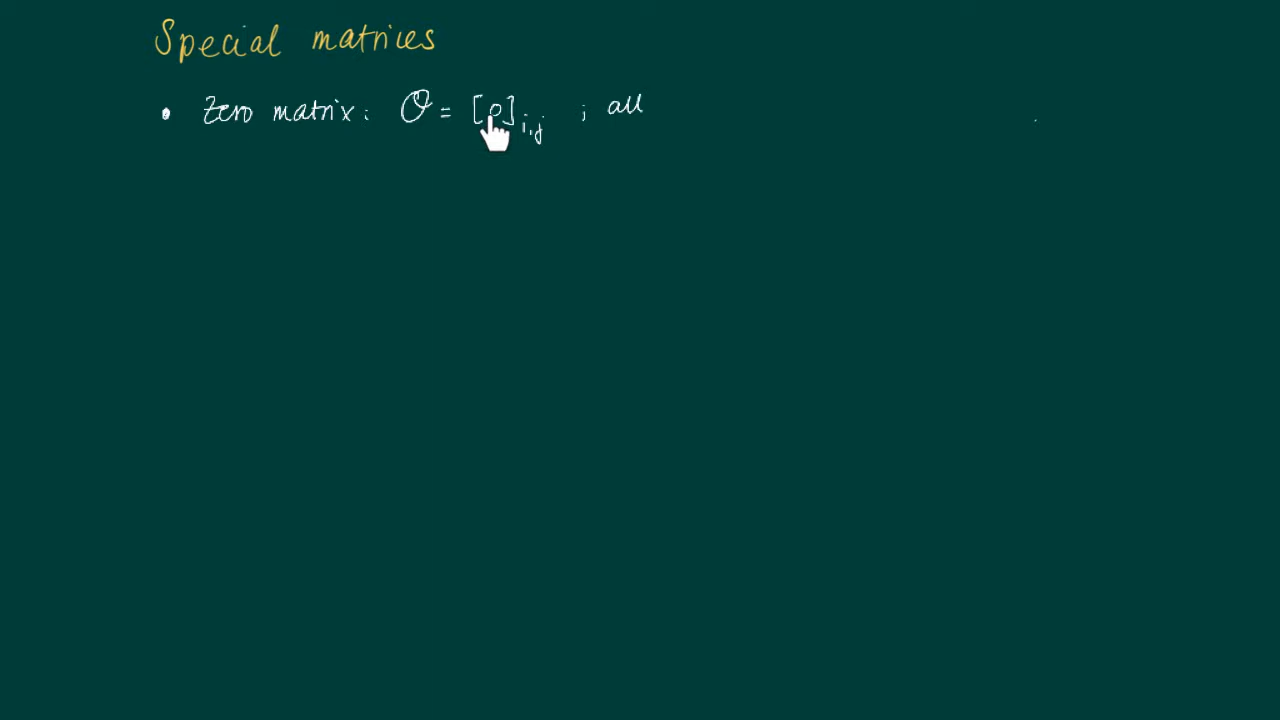 Special matrices
• Zero matrix: O = [0]i,j ; all